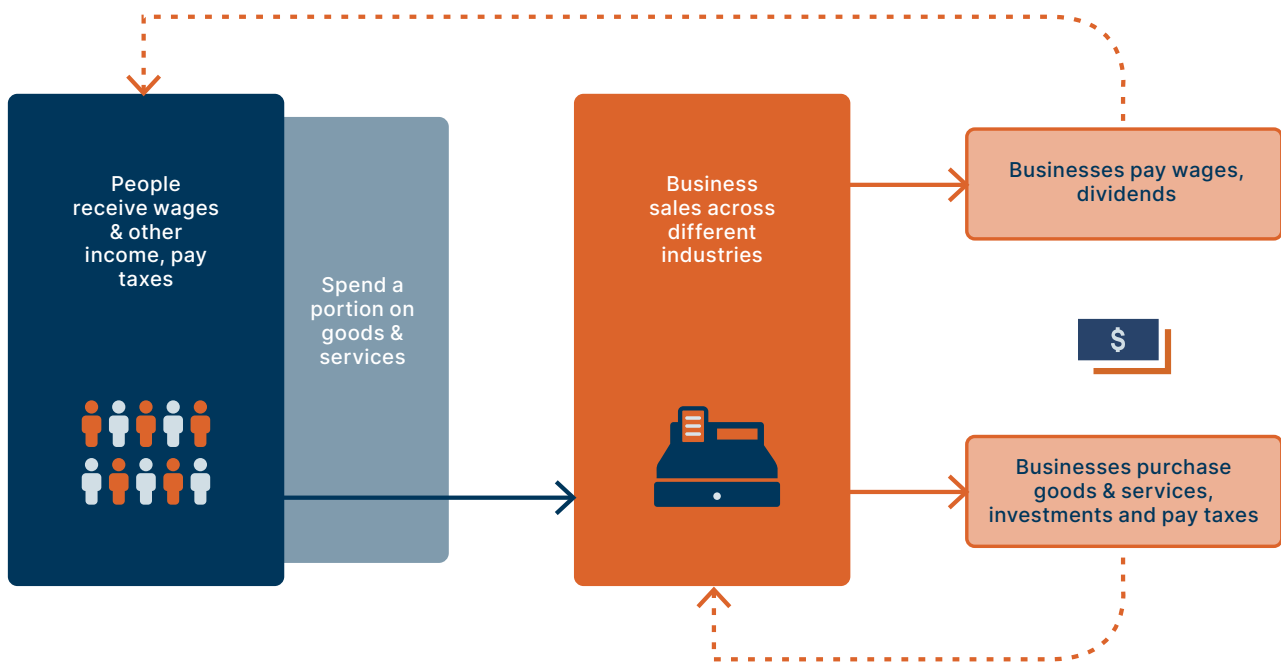 People
receive wages
& other
income, pay
taxes
Spend a
portion on
goods &
services
Business
sales across
different
industries
Businesses pay wages,
dividends
$
Businesses purchase
goods & services,
investments and pay taxes